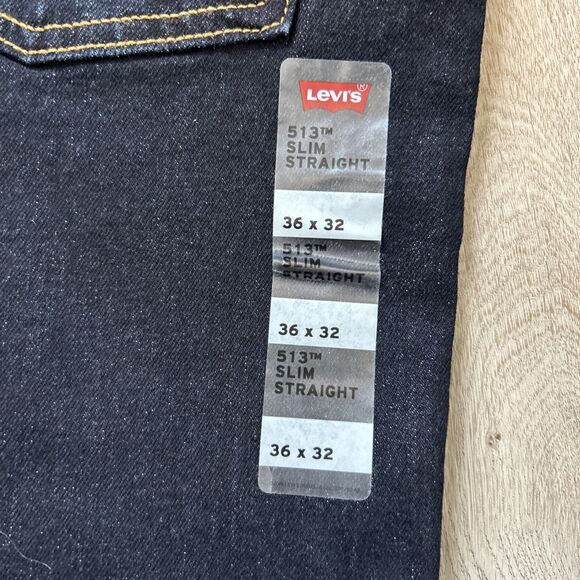 LEVI'S®
513™
SLIM
STRAIGHT
36 x 32
513™
SLIM
STRAIGHT
36 x 32
513™
SLIM
STRAIGHT
36 x 32